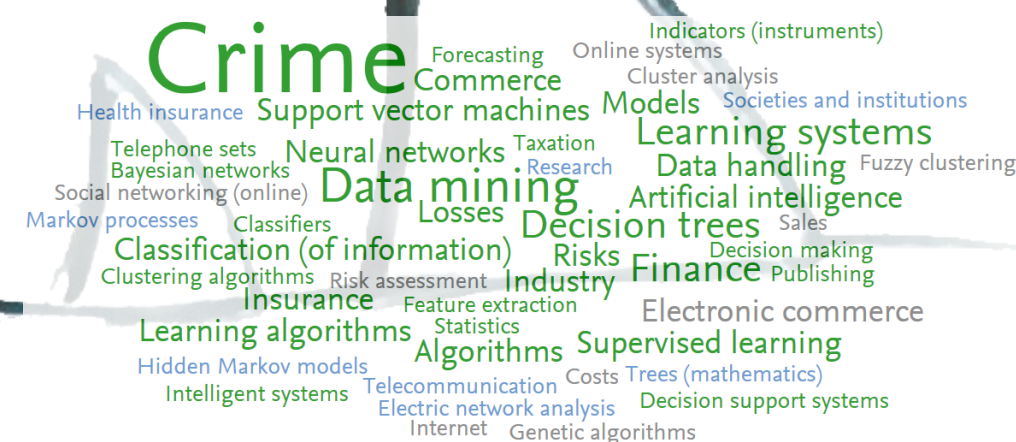 Crime
Indicators (instruments)
Forecasting
Online systems
Commerce
Cluster analysis
Health insurance
Support vector machines
Models
Societies and institutions
Learning systems
Telephone sets
Neural networks
Taxation
Bayesian networks
Research
Data handling
Fuzzy clustering
Social networking (online)
Data mining
Artificial intelligence
Markov processes
Classifiers
Losses
Decision trees
Sales
Classification (of information)
Risks
Decision making
Clustering algorithms
Risk assessment
Industry
Finance
Publishing
Insurance
Feature extraction
Electronic commerce
Learning algorithms
Statistics
Algorithms
Supervised learning
Hidden Markov models
Telecommunication
Costs
Trees (mathematics)
Intelligent systems
Electric network analysis
Decision support systems
Internet
Genetic algorithms